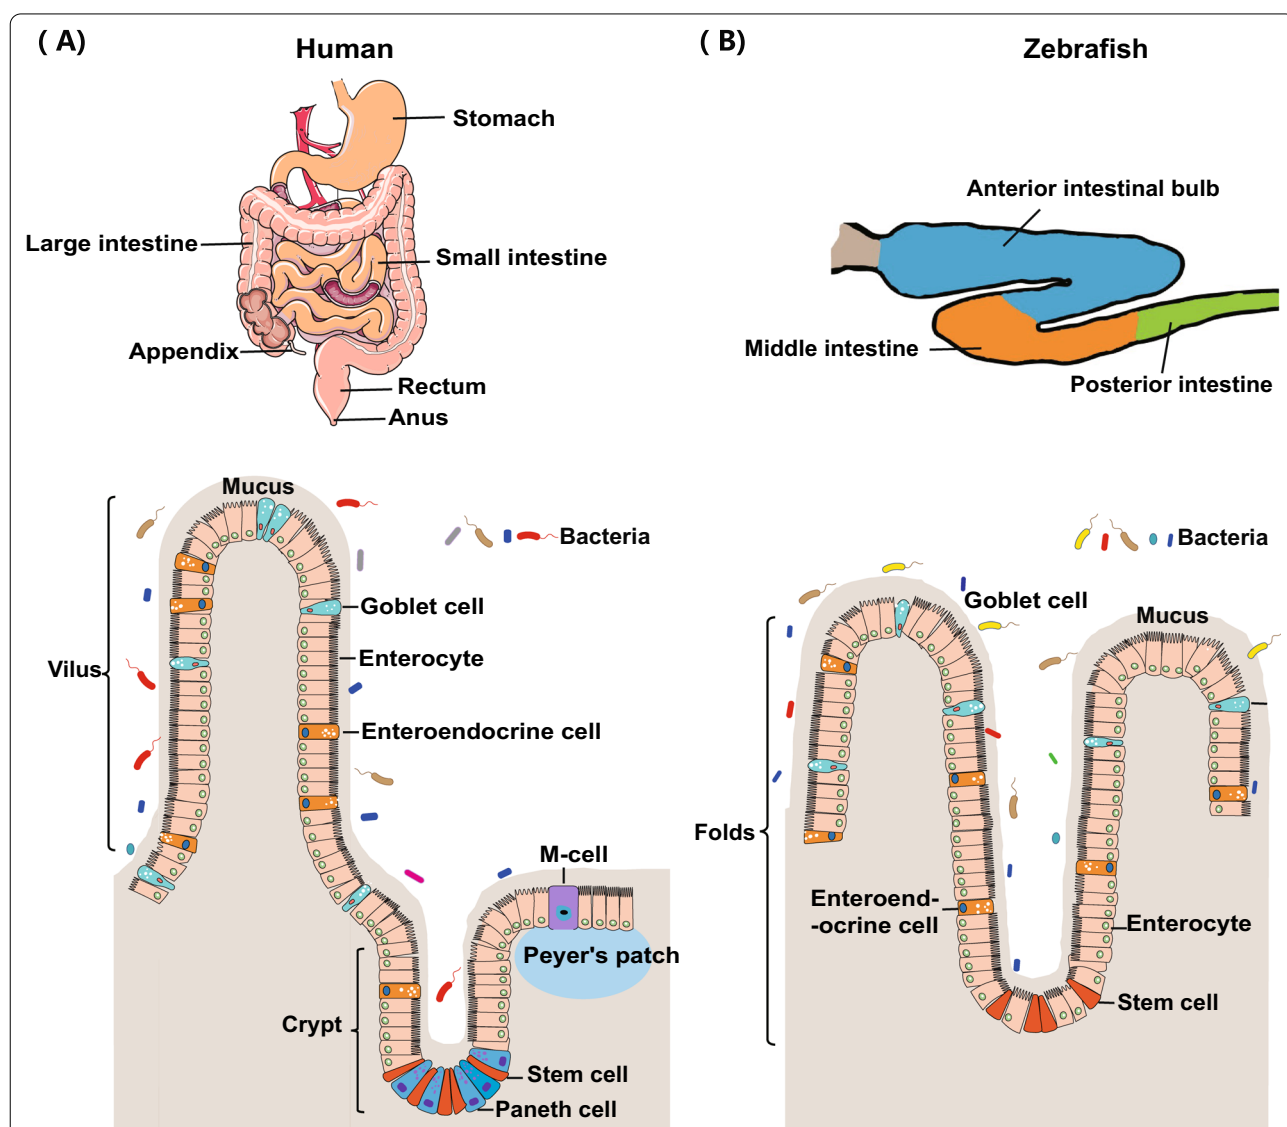 ( A)
Human
Stomach
Large intestine
Small intestine
Appendix
Rectum
Anus
Mucus
Bacteria
Goblet cell
Vilus
Enterocyte
Enteroendocrine cell
M-cell
Peyer's patch
Crypt
Stem cell
Paneth cell
( B)
Zebrafish
Anterior intestinal bulb
Middle intestine
Posterior intestine
Bacteria
Goblet cell
Mucus
Folds
Enteroend-
-ocrine cell
Enterocyte
Stem cell